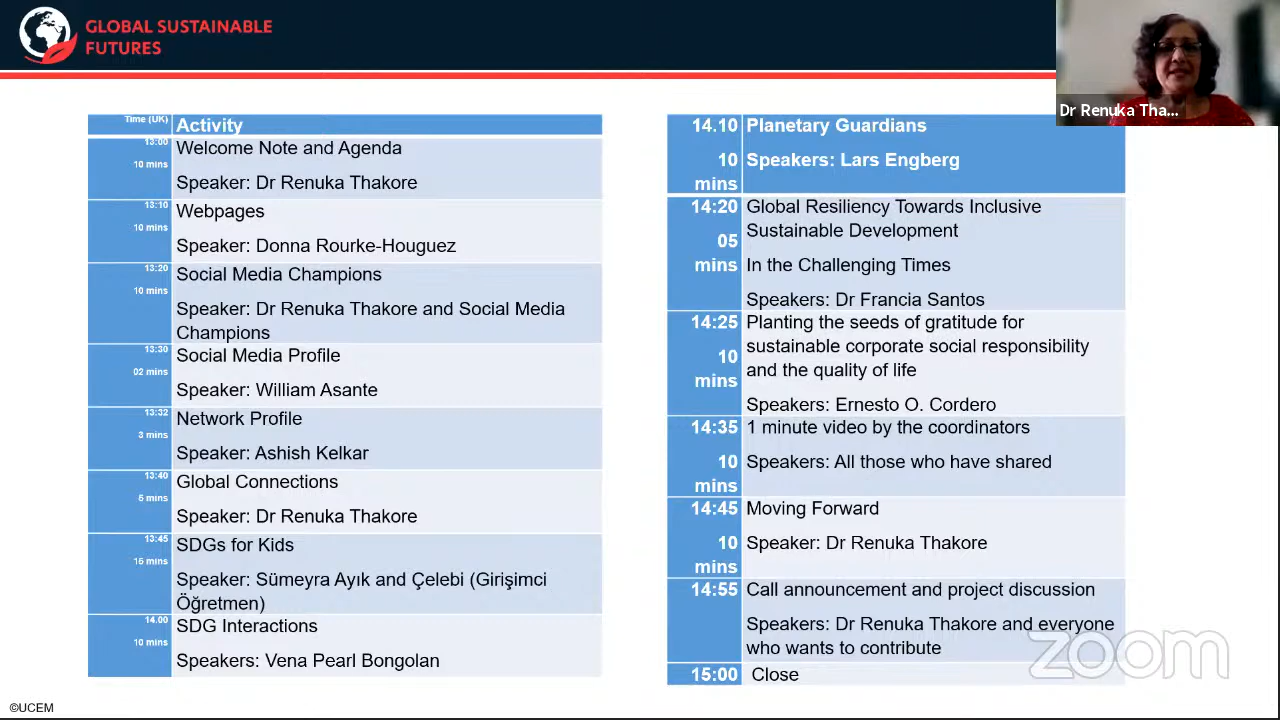 GLOBAL SUSTAINABLE
FUTURES
Dr Renuka Tha...
Time (UK) Activity
13:00 Welcome Note and Agenda
10 mins
Speaker: Dr Renuka Thakore
13:10 Webpages
10 mins
Speaker: Donna Rourke-Houguez
13:20 Social Media Champions
10 mins
Speaker: Dr Renuka Thakore and Social Media
Champions
13:30 Social Media Profile
02 mins
Speaker: William Asante
13:32 Network Profile
3 mins
Speaker: Ashish Kelkar
13:40 Global Connections
5 mins
Speaker: Dr Renuka Thakore
13:45 SDGs for Kids
15 mins
Speaker: Sümeyra Ayık and Çelebi (Girişimci
Öğretmen)
14.00 SDG Interactions
10 mins
Speakers: Vena Pearl Bongolan
14.10 Planetary Guardians
10 Speakers: Lars Engberg
mins
14:20 Global Resiliency Towards Inclusive
Sustainable Development
05
mins In the Challenging Times
Speakers: Dr Francia Santos
14:25 Planting the seeds of gratitude for
sustainable corporate social responsibility
10
mins and the quality of life
Speakers: Ernesto O. Cordero
14:35 1 minute video by the coordinators
10 Speakers: All those who have shared
mins
14:45 Moving Forward
10 Speaker: Dr Renuka Thakore
mins
14:55 Call announcement and project discussion
Speakers: Dr Renuka Thakore and everyone
who wants to contribute
15:00 Close
zoom
©UCEM